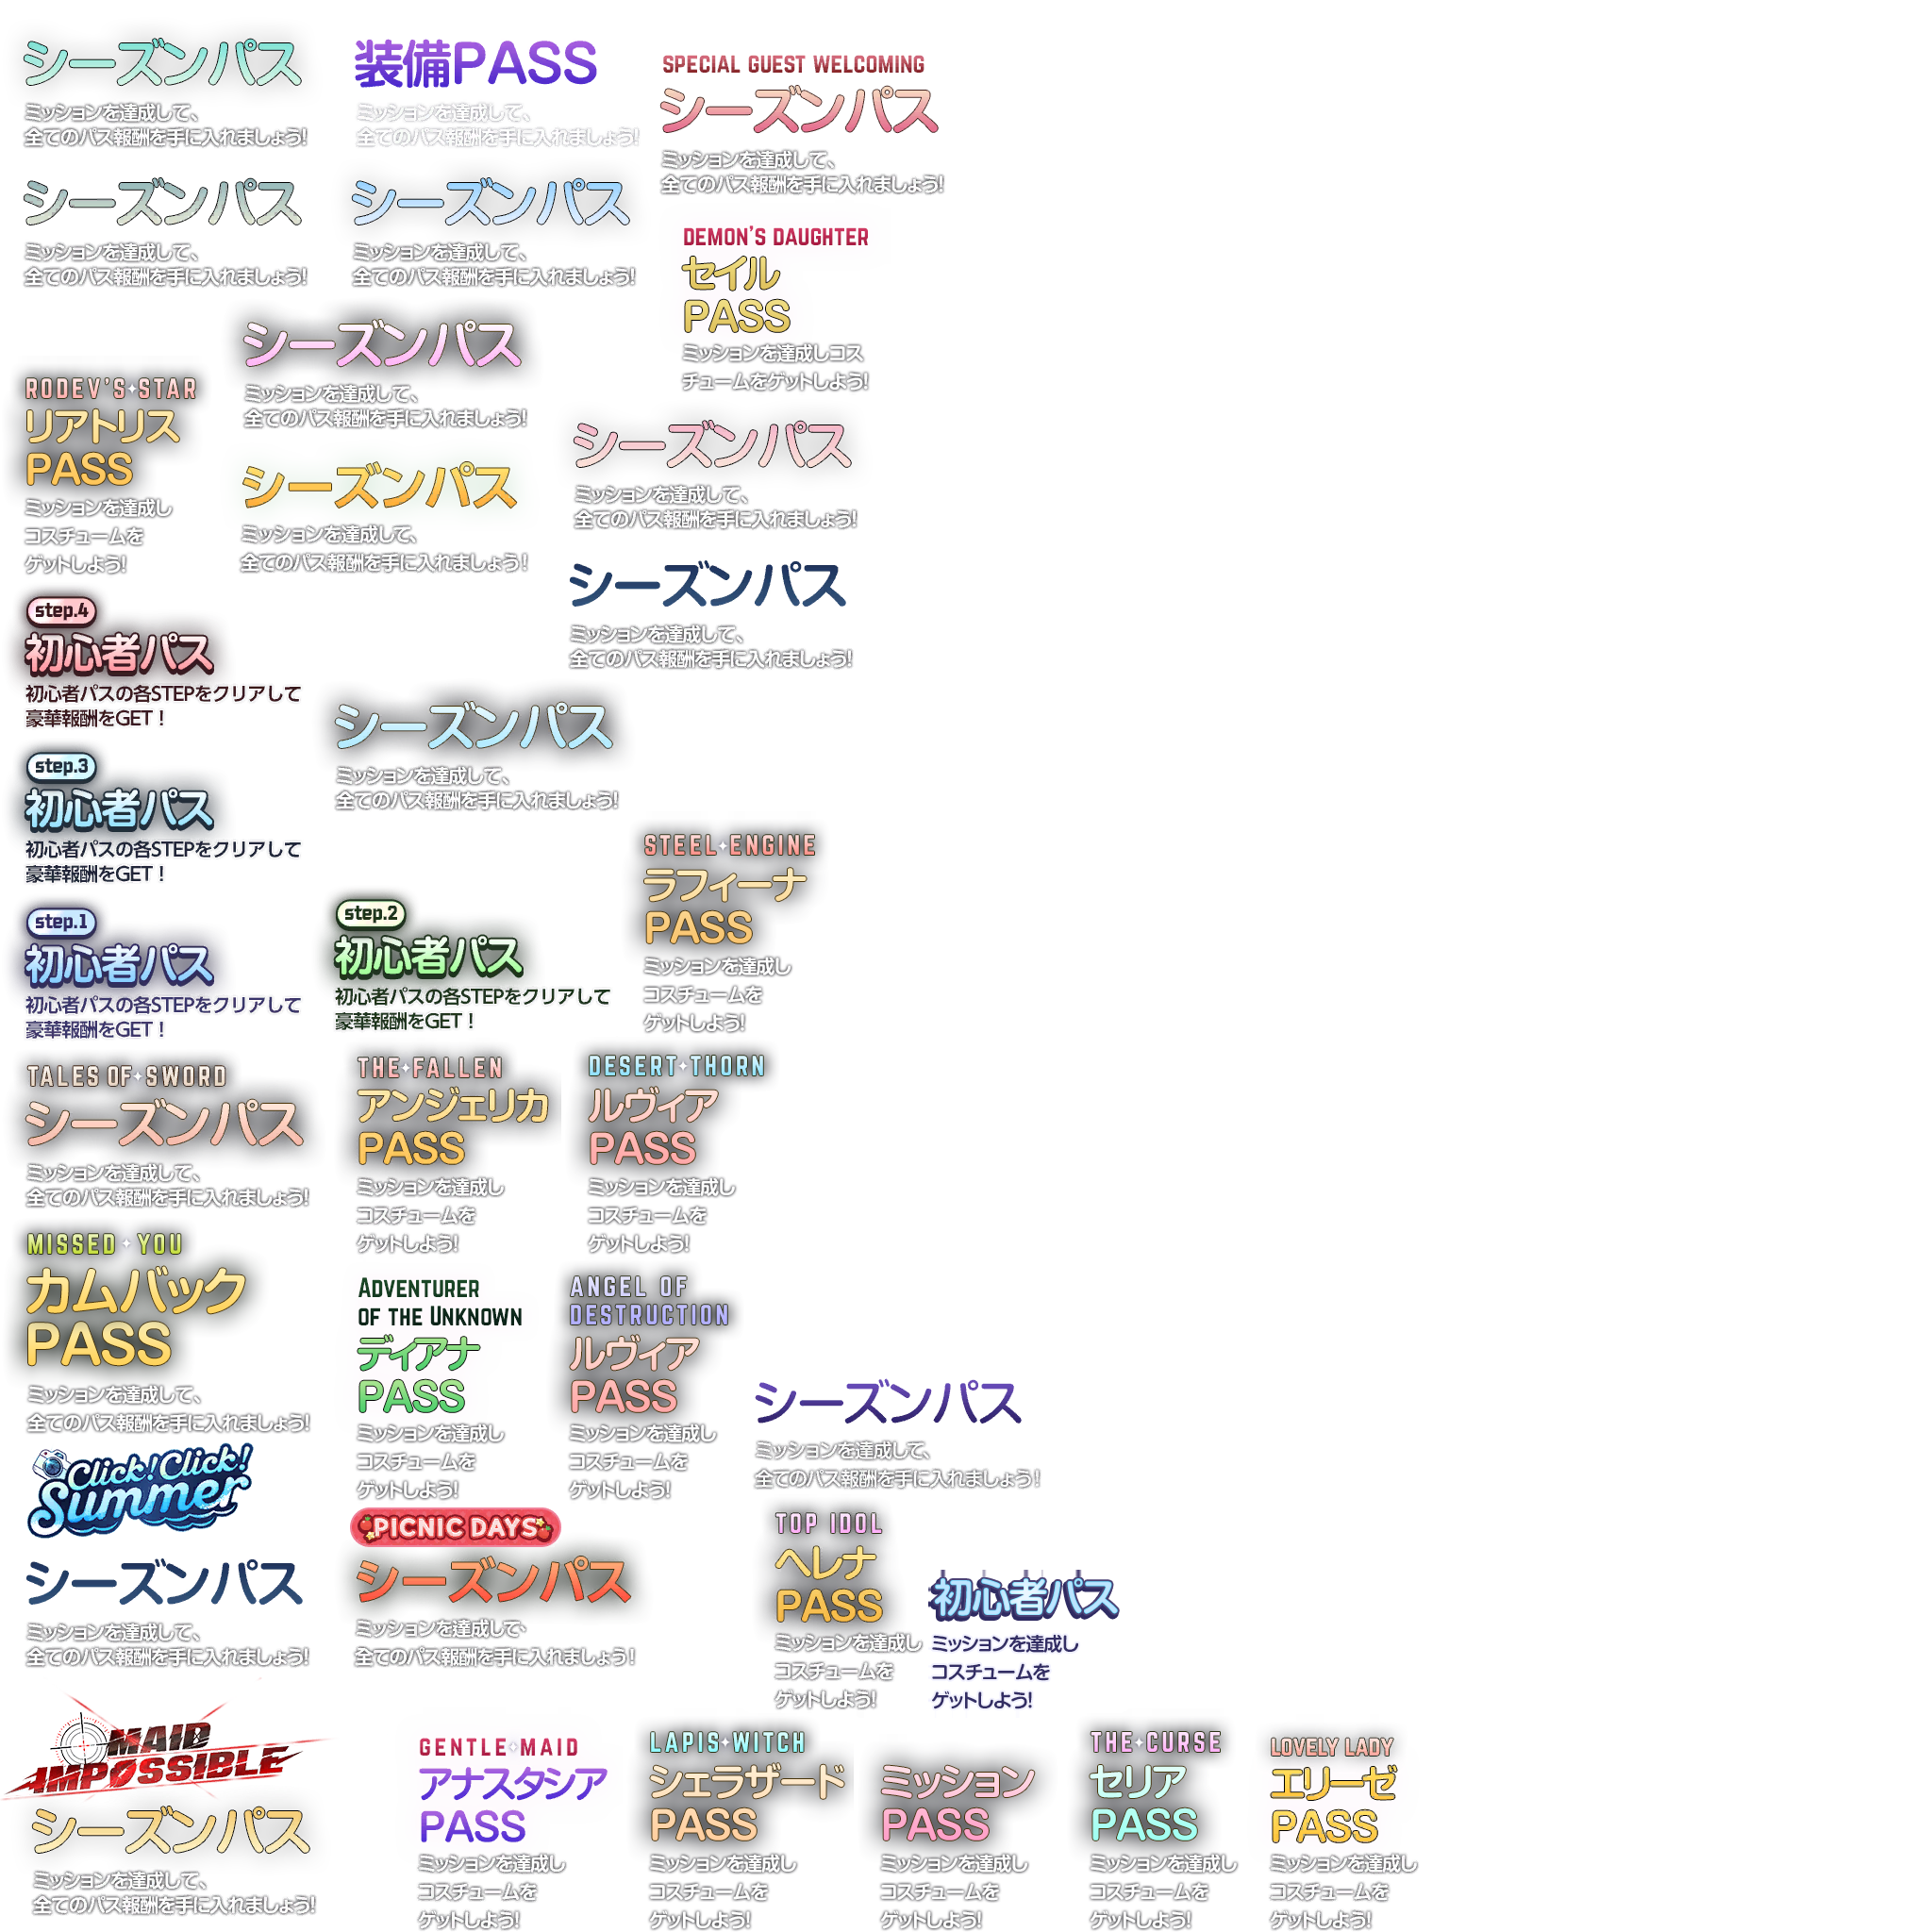 シーズンパス
ミッションを達成して、
全てのパス報酬を手に入れましょう!
装備PASS
ミッションを達成して、
全てのパス報酬を手に入れましょう!
SPECIAL GUEST WELCOMING
シーズンパス
ミッションを達成して、
全てのパス報酬を手に入れましょう!
シーズンパス
ミッションを達成して、
全てのパス報酬を手に入れましょう!
シーズンパス
ミッションを達成して、
全てのパス報酬を手に入れましょう!
DEMON'S DAUGHTER
セイル
PASS
ミッションを達成しコス
チュームをゲットしよう!
シーズンパス
ミッションを達成して、
全てのパス報酬を手に入れましょう!
RODEV'S STAR
リアトリス
PASS
ミッションを達成し
コスチュームを
ゲットしよう!
シーズンパス
ミッションを達成して、
全てのパス報酬を手に入れましょう!
シーズンパス
ミッションを達成して、
全てのパス報酬を手に入れましょう!
シーズンパス
ミッションを達成して、
全てのパス報酬を手に入れましょう!
step.4
初心者パス
初心者パスの各STEPをクリアして
豪華報酬をGET！
シーズンパス
ミッションを達成して、
全てのパス報酬を手に入れましょう!
step.3
初心者パス
初心者パスの各STEPをクリアして
豪華報酬をGET！
STEEL ENGINE
ラフィーナ
PASS
ミッションを達成し
コスチュームを
ゲットしよう!
step.1
初心者パス
初心者パスの各STEPをクリアして
豪華報酬をGET！
step.2
初心者パス
初心者パスの各STEPをクリアして
豪華報酬をGET！
TALES OF SWORD
シーズンパス
ミッションを達成して、
全てのパス報酬を手に入れましょう!
THE FALLEN
アンジェリカ
PASS
ミッションを達成し
コスチュームを
ゲットしよう!
DESERT THORN
ルヴィア
PASS
ミッションを達成し
コスチュームを
ゲットしよう!
MISSED YOU
カムバック
PASS
ミッションを達成して、
全てのパス報酬を手に入れましょう!
ADVENTURER
OF THE UNKNOWN
ディアナ
PASS
ミッションを達成し
コスチュームを
ゲットしよう!
ANGEL OF
DESTRUCTION
ルヴィア
PASS
ミッションを達成し
コスチュームを
ゲットしよう!
シーズンパス
ミッションを達成して、
全てのパス報酬を手に入れましょう!
Click! Click!
Summer
シーズンパス
ミッションを達成して、
全てのパス報酬を手に入れましょう!
PICNIC DAYS
シーズンパス
ミッションを達成して、
全てのパス報酬を手に入れましょう!
TOP IDOL
ヘレナ
PASS
ミッションを達成し
コスチュームを
ゲットしよう!
初心者パス
ミッションを達成し
コスチュームを
ゲットしよう!
MAID
IMPOSSIBLE
シーズンパス
ミッションを達成して、
全てのパス報酬を手に入れましょう!
GENTLE MAID
アナスタシア
PASS
ミッションを達成し
コスチュームを
ゲットしよう!
LAPIS WITCH
シェラザード
PASS
ミッションを達成し
コスチュームを
ゲットしよう!
ミッション
PASS
ミッションを達成し
コスチュームを
ゲットしよう!
THE CURSE
セリア
PASS
ミッションを達成し
コスチュームを
ゲットしよう!
LOVELY LADY
エリーゼ
PASS
ミッションを達成し
コスチュームを
ゲットしよう!